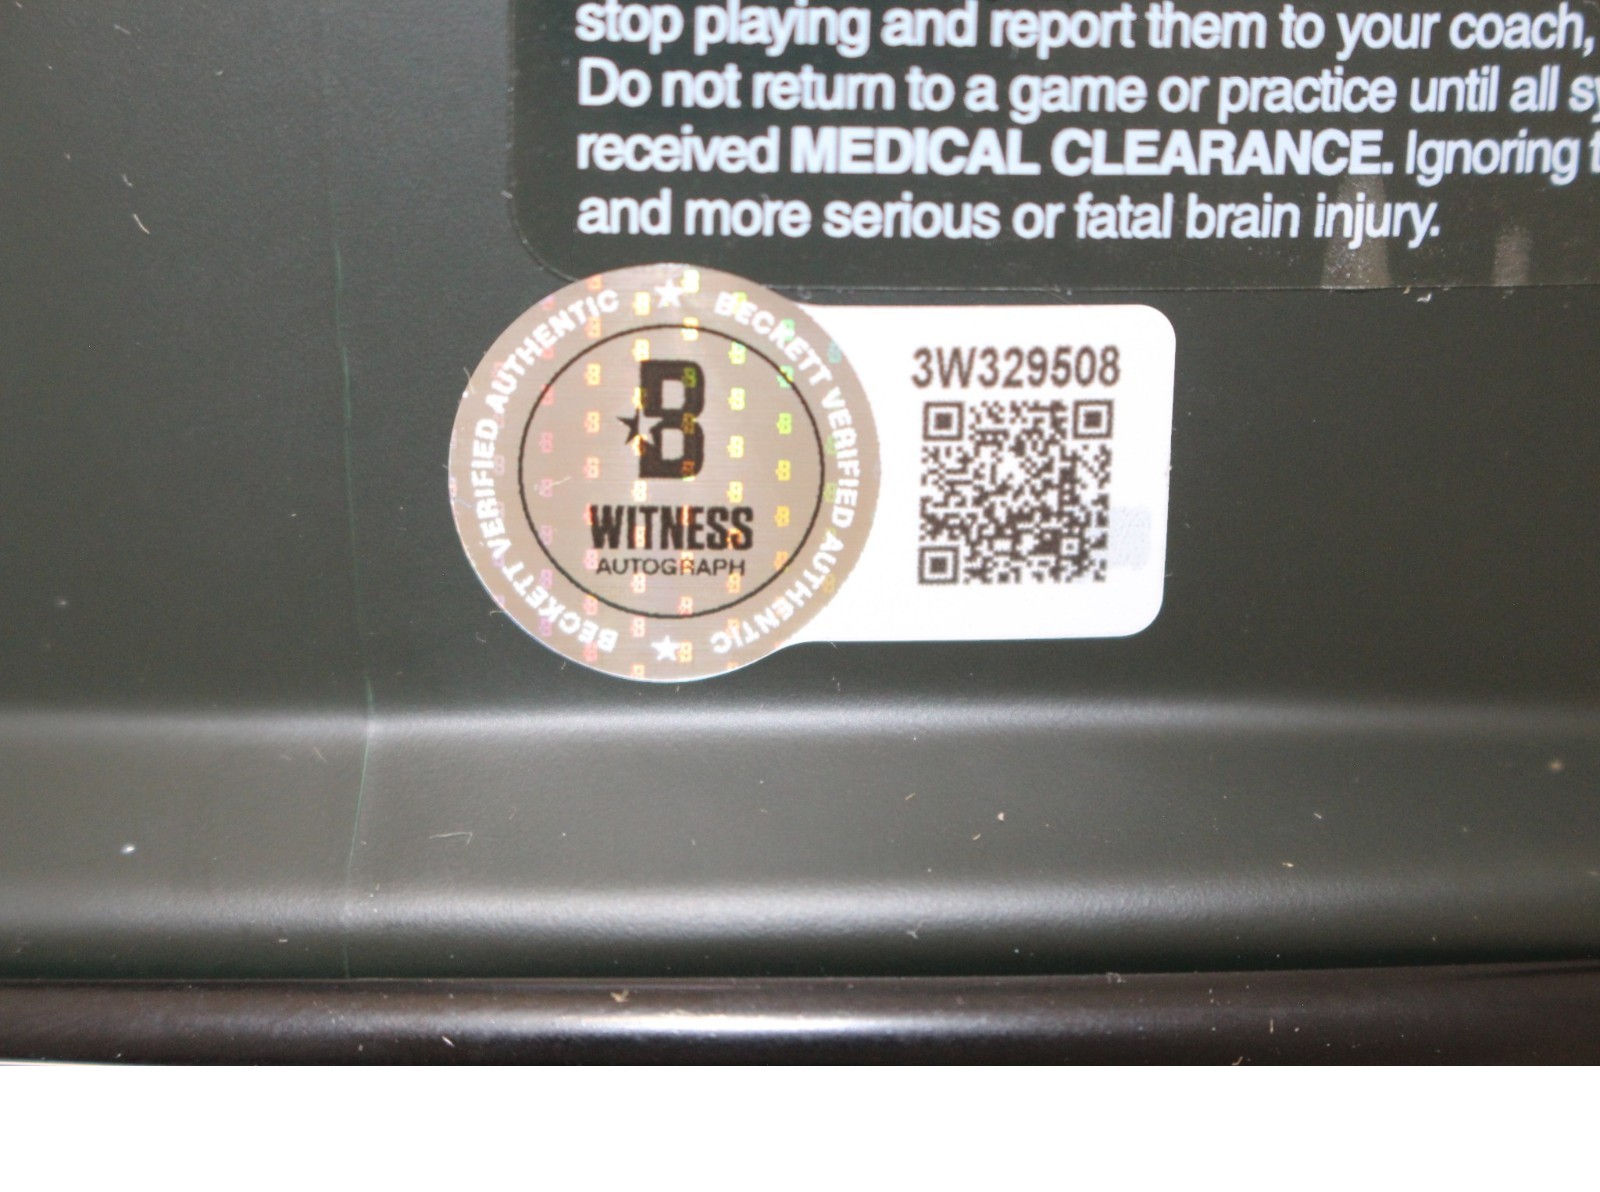 stop playing and report them to your coach,
Do not return to a game or practice until all sy
received MEDICAL CLEARANCE. Ignoring t
and more serious or fatal brain injury.
★ BECKETT VERIFIED AUTHENTIC ★ BECKETT VERIFIED AUTHENTIC
B
WITNESS
AUTOGRAPH
3W329508